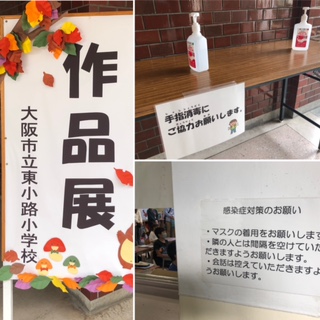 作品展
大阪市立東小路小学校
手指消毒に
ご協力お願いします。
感染症対策のお願い
・マスクの着用をお願いします。
・隣の人とは間隔を空けていた
だきますようお願いします。
・会話は控えていただきますよ
うお願いします。